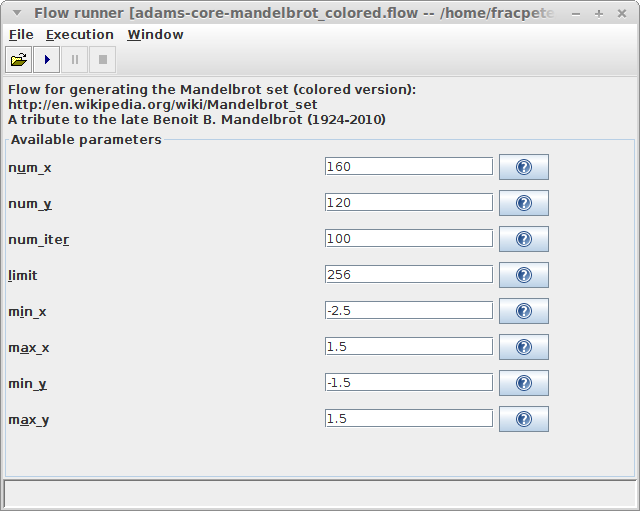 Flow runner [adams-core-mandelbrot_colored.flow -- /home/fracpete
File Execution Window
Flow for generating the Mandelbrot set (colored version):
http://en.wikipedia.org/wiki/Mandelbrot_set
A tribute to the late Benoit B. Mandelbrot (1924-2010)
Available parameters
num_x 160 ?
num_y 120 ?
num_iter 100 ?
limit 256 ?
min_x -2.5 ?
max_x 1.5 ?
min_y -1.5 ?
max_y 1.5 ?